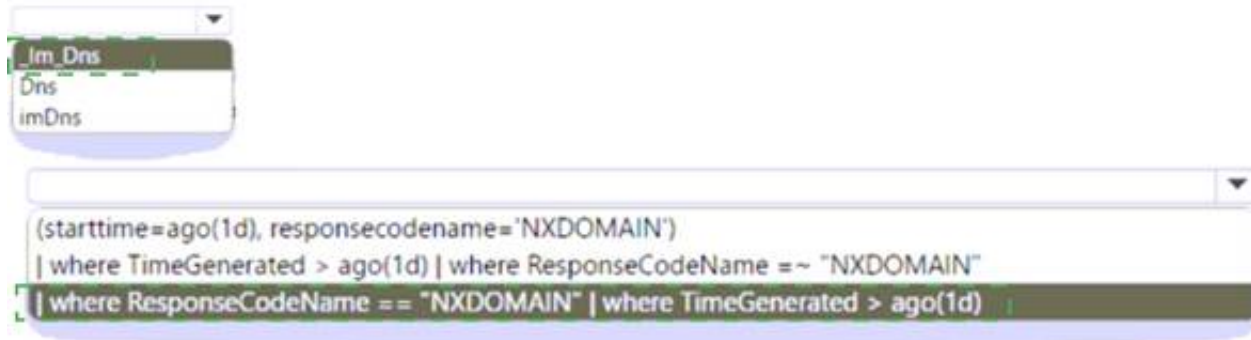 _Im_Dns
Dns
imDns
(starttime=ago(1d), responsecodename='NXDOMAIN')
| where TimeGenerated > ago(1d) | where ResponseCodeName =~ "NXDOMAIN"
| where ResponseCodeName == "NXDOMAIN" | where TimeGenerated > ago(1d)